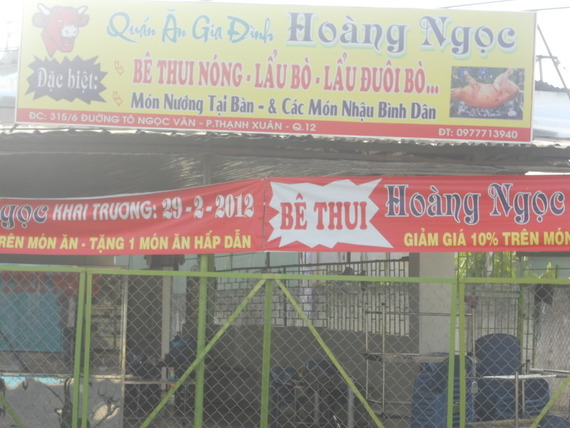 Quán Ăn Gia Đình Hoàng Ngọc
Đặc biệt:
BÊ THUI NÓNG - LẨU BÒ - LẨU ĐUÔI BÒ...
Món Nướng Tại Bàn - & Các Món Nhậu Bình Dân
ĐC: 315/6 ĐƯỜNG TÔ NGỌC VÂN - P.THẠNH XUÂN - Q.12 ĐT: 0977713940
Ngọc KHAI TRƯƠNG: 29-2-2012
TRÊN MÓN ĂN - TẶNG 1 MÓN ĂN HẤP DẪN
BÊ THUI Hoàng Ngọc
GIẢM GIÁ 10% TRÊN MÓN